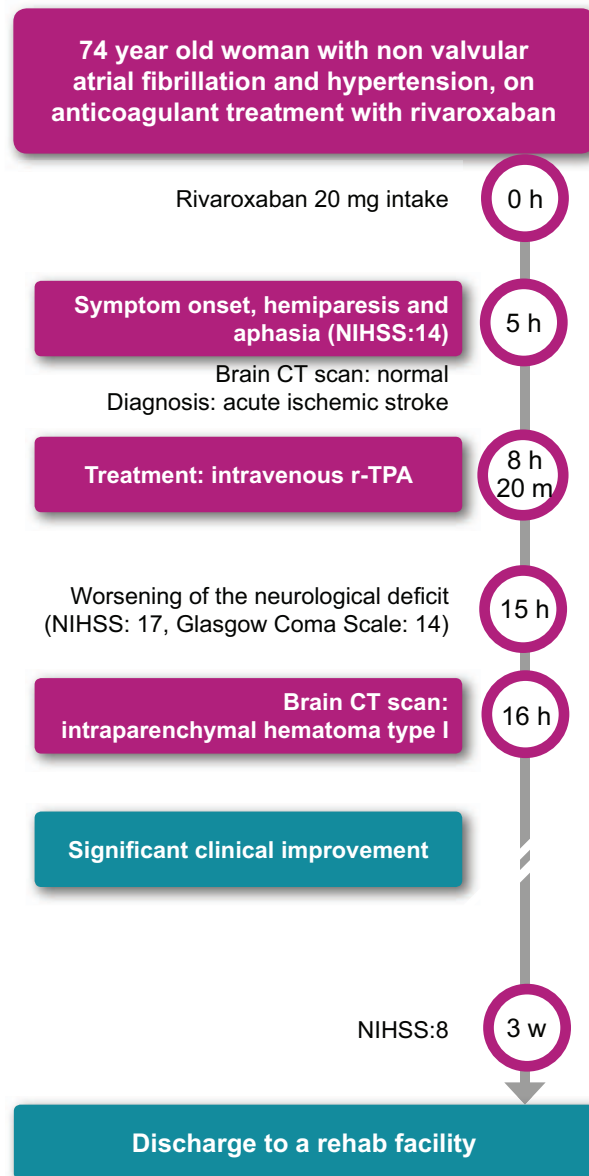 74 year old woman with non valvular
atrial fibrillation and hypertension, on
anticoagulant treatment with rivaroxaban
Rivaroxaban 20 mg intake
0 h
Symptom onset, hemiparesis and
aphasia (NIHSS:14)
5 h
Brain CT scan: normal
Diagnosis: acute ischemic stroke
Treatment: intravenous r-TPA
8 h
20 m
Worsening of the neurological deficit
(NIHSS: 17, Glasgow Coma Scale: 14)
15 h
Brain CT scan:
intraparenchymal hematoma type I
16 h
Significant clinical improvement
NIHSS:8
3 w
Discharge to a rehab facility